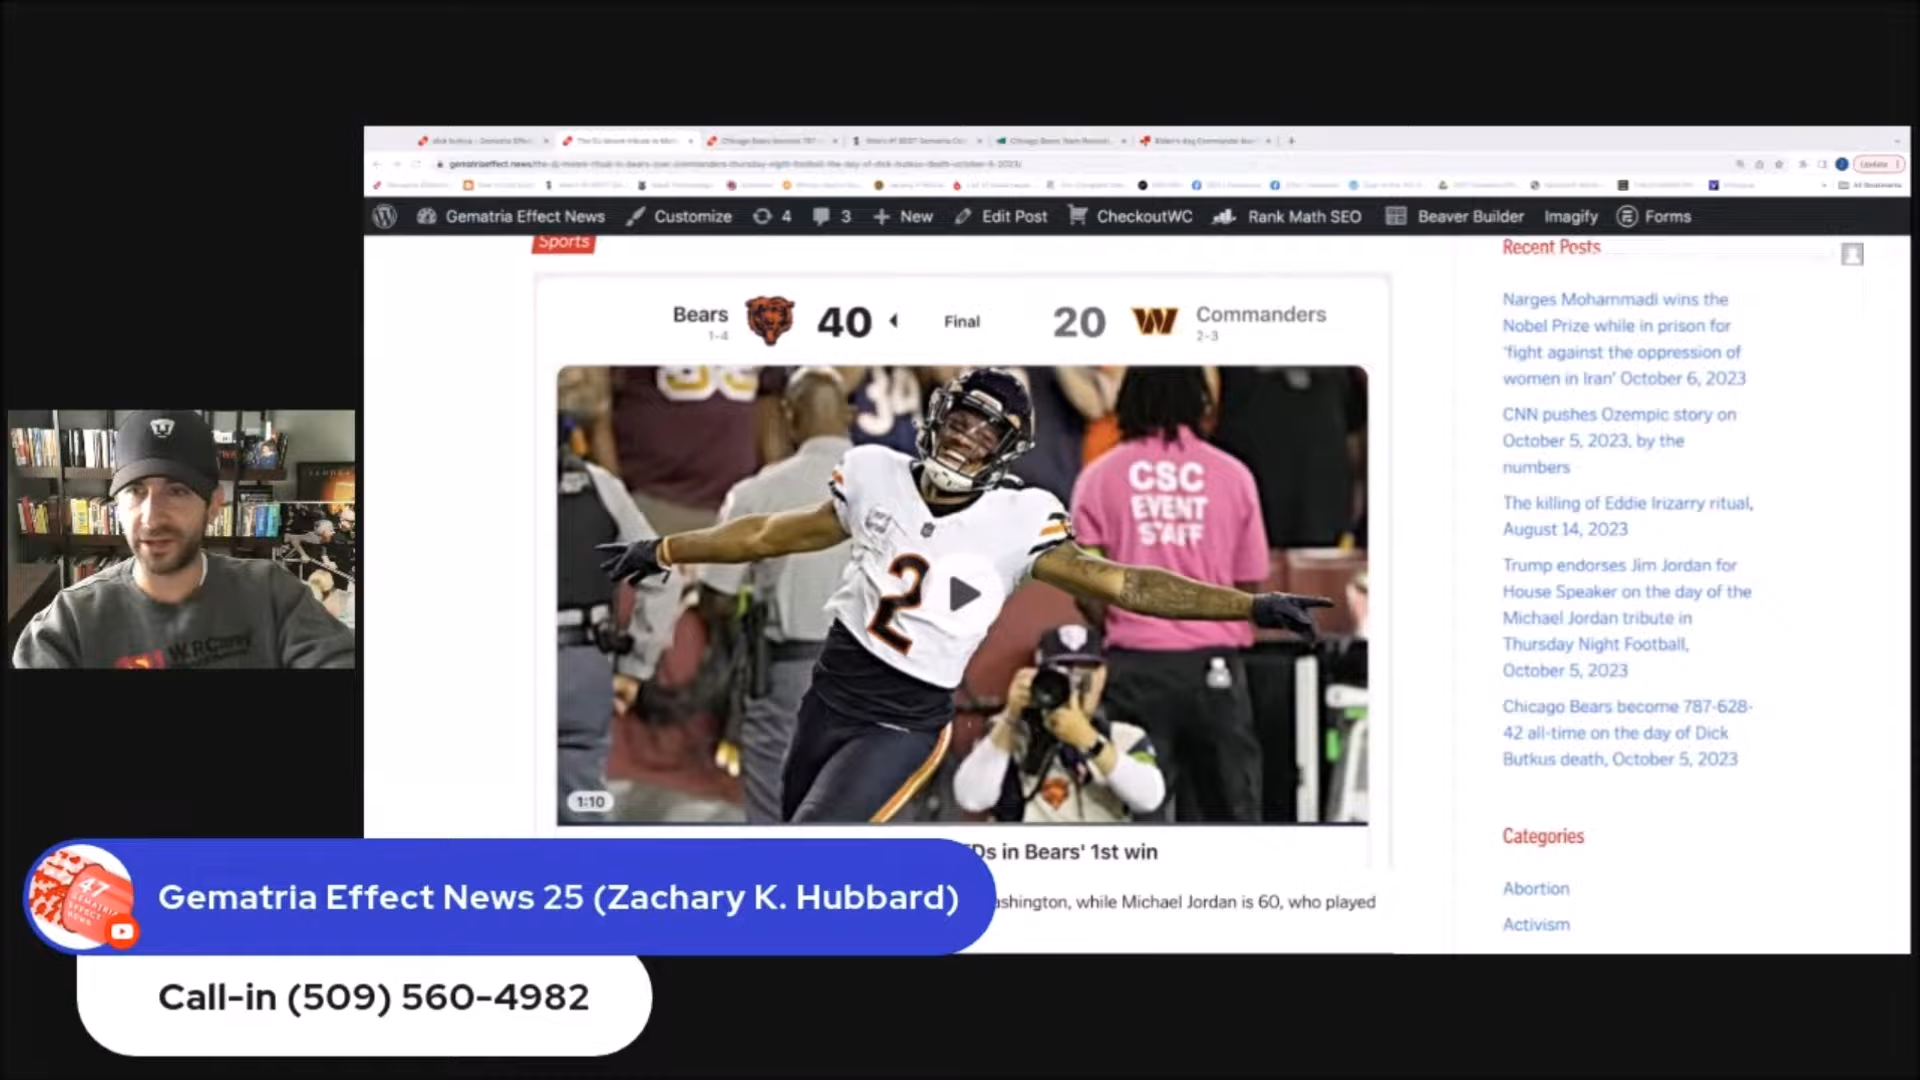 Update
Gematria Effect News
Customize
4
3
New
Edit Post
CheckoutWC
Rank Math SEO
Beaver Builder
Imagify
Forms
Sports
Bears
1-4
40
Final
20
Commanders
2-3
CSC
EVENT
STAFF
2
1:10
TDs in Bears' 1st win
ashington, while Michael Jordan is 60, who played
Recent Posts
Narges Mohammadi wins the
Nobel Prize while in prison for
'fight against the oppression of
women in Iran' October 6, 2023
CNN pushes Ozempic story on
October 5, 2023, by the
numbers
The killing of Eddie Irizarry ritual,
August 14, 2023
Trump endorses Jim Jordan for
House Speaker on the day of the
Michael Jordan tribute in
Thursday Night Football,
October 5, 2023
Chicago Bears become 787-628-
42 all-time on the day of Dick
Butkus death, October 5, 2023
Categories
Abortion
Activism
47
GEMATRIA
EFFECT
NEWS
Gematria Effect News 25 (Zachary K. Hubbard)
Call-in (509) 560-4982